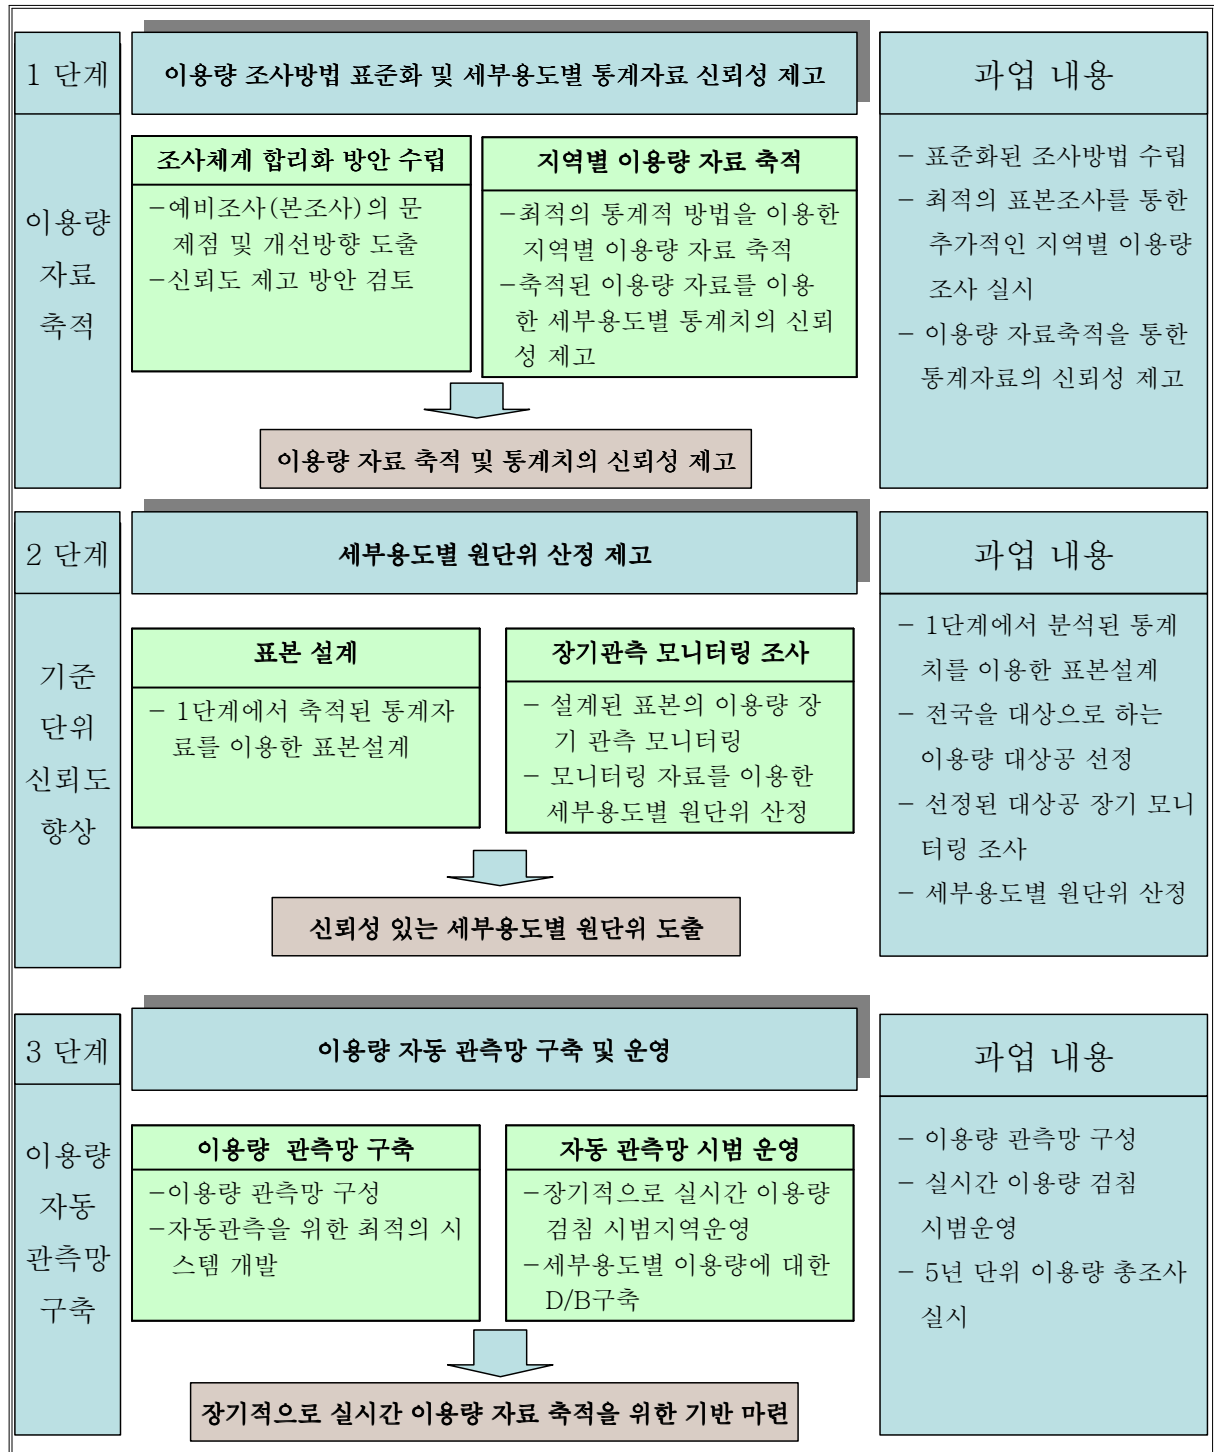 1 단계
이용량 조사방법 표준화 및 세부용도별 통계자료 신뢰성 제고
과업 내용
이용량
자료
축적
조사체계 합리화 방안 수립
-예비조사(본조사)의 문
제점 및 개선방향 도출
-신뢰도 제고 방안 검토
지역별 이용량 자료 축적
-최적의 통계적 방법을 이용한
지역별 이용량 자료 축적
-축적된 이용량 자료를 이용
한 세부용도별 통계치의 신뢰
성 제고
이용량 자료 축적 및 통계치의 신뢰성 제고
- 표준화된 조사방법 수립
- 최적의 표본조사를 통한
추가적인 지역별 이용량
조사 실시
- 이용량 자료축적을 통한
통계자료의 신뢰성 제고
2 단계
세부용도별 원단위 산정 제고
과업 내용
기준
단위
신뢰도
향상
표본 설계
- 1단계에서 축적된 통계자
료를 이용한 표본설계
장기관측 모니터링 조사
- 설계된 표본의 이용량 장
기 관측 모니터링
- 모니터링 자료를 이용한
세부용도별 원단위 산정
신뢰성 있는 세부용도별 원단위 도출
- 1단계에서 분석된 통계
치를 이용한 표본설계
- 전국을 대상으로 하는
이용량 대상공 선정
- 선정된 대상공 장기 모니
터링 조사
- 세부용도별 원단위 산정
3 단계
이용량 자동 관측망 구축 및 운영
과업 내용
이용량
자동
관측망
구축
이용량 관측망 구축
-이용량 관측망 구성
-자동관측을 위한 최적의 시
스템 개발
자동 관측망 시범 운영
-장기적으로 실시간 이용량
검침 시범지역운영
-세부용도별 이용량에 대한
D/B구축
장기적으로 실시간 이용량 자료 축적을 위한 기반 마련
- 이용량 관측망 구성
- 실시간 이용량 검침
시범운영
- 5년 단위 이용량 총조사
실시